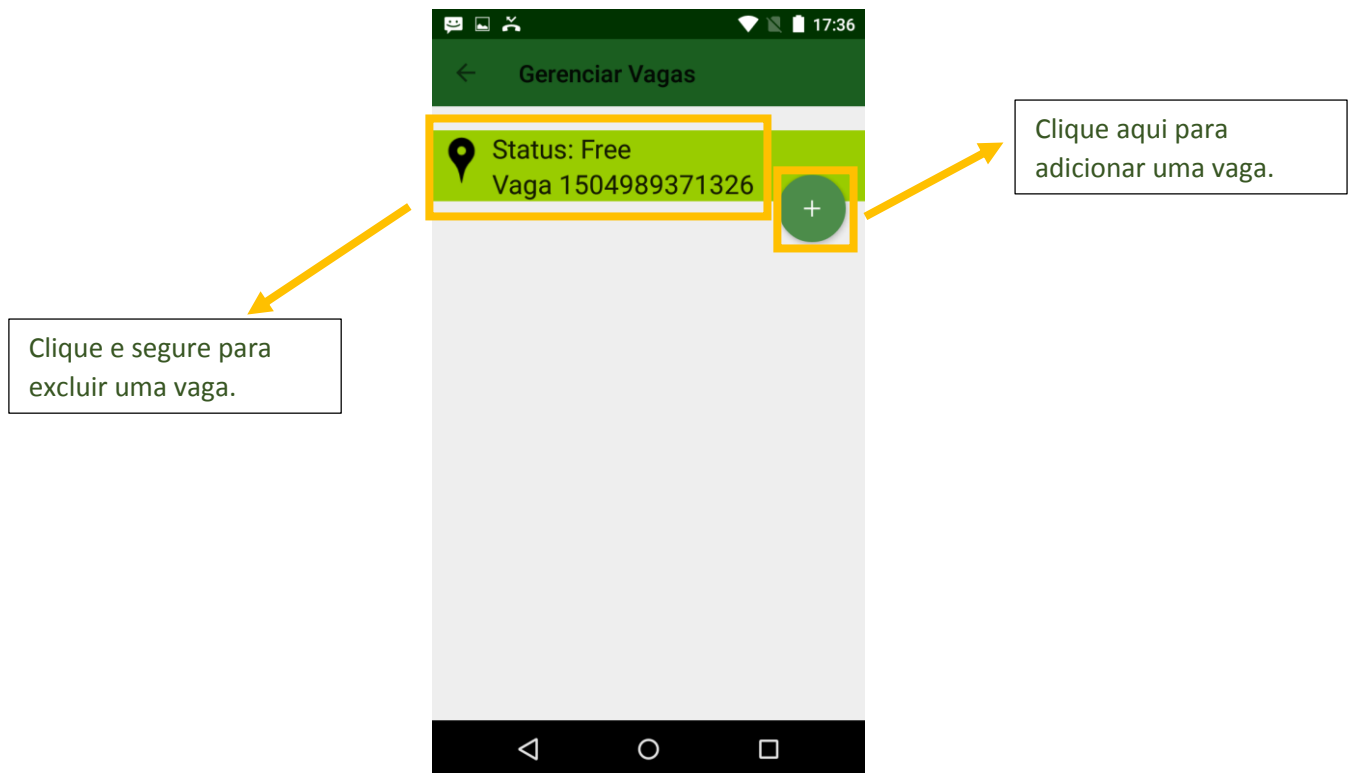 17:36
Gerenciar Vagas
Status: Free
Vaga 1504989371326
+
Clique aqui para
adicionar uma vaga.
Clique e segure para
excluir uma vaga.